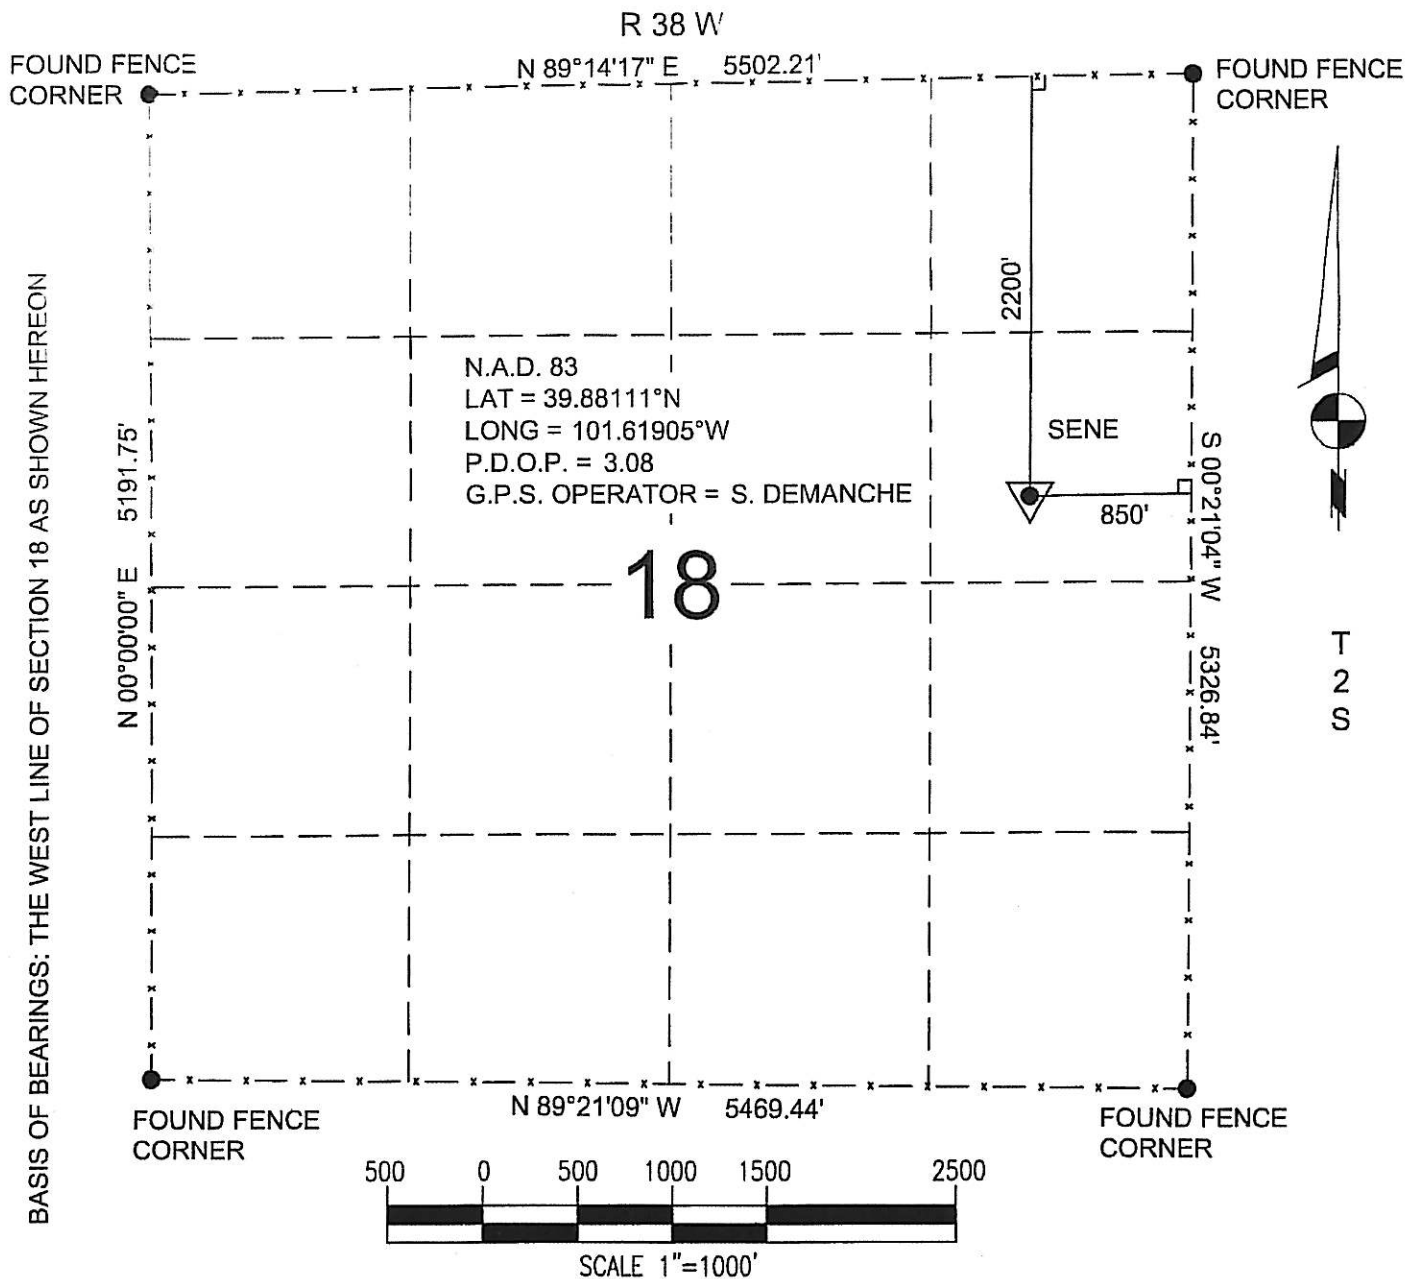 R 38 W
FOUND FENCE
CORNER
N 89°14'17" E 5502.21'
FOUND FENCE
CORNER
2200'
N.A.D. 83
LAT = 39.88111°N
LONG = 101.61905°W
P.D.O.P. = 3.08
G.P.S. OPERATOR = S. DEMANCHE
SENE
850'
18
BASIS OF BEARINGS: THE WEST LINE OF SECTION 18 AS SHOWN HEREON
N 00°00'00" E 5191.75'
S 00°21'04" W 5326.84'
N
T
2
S
N 89°21'09" W 5469.44'
FOUND FENCE
CORNER
FOUND FENCE
CORNER
500 0 500 1000 1500 2500
SCALE 1"=1000'